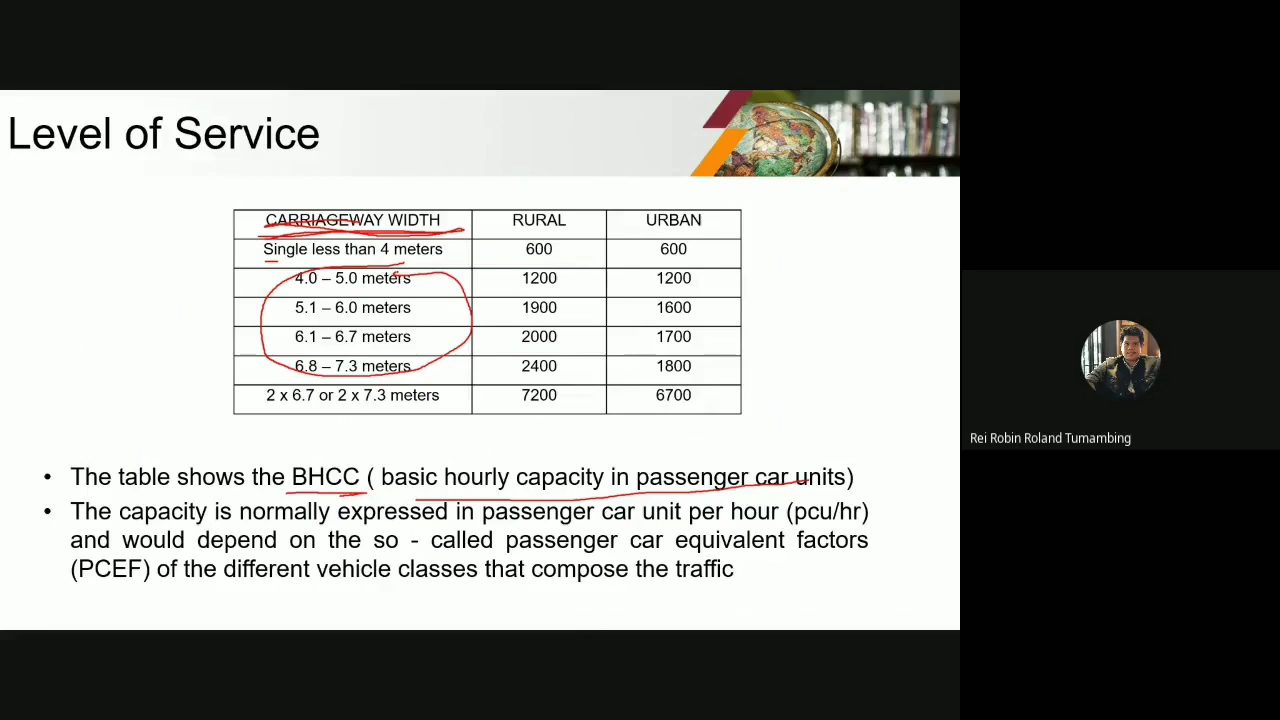 Level of Service
CARRIAGEWAY WIDTH RURAL URBAN
Single less than 4 meters 600 600
4.0 – 5.0 meters 1200 1200
5.1 – 6.0 meters 1900 1600
6.1 – 6.7 meters 2000 1700
6.8 – 7.3 meters 2400 1800
2 x 6.7 or 2 x 7.3 meters 7200 6700
• The table shows the BHCC ( basic hourly capacity in passenger car units)
• The capacity is normally expressed in passenger car unit per hour (pcu/hr)
and would depend on the so - called passenger car equivalent factors
(PCEF) of the different vehicle classes that compose the traffic
Rei Robin Roland Tumambing